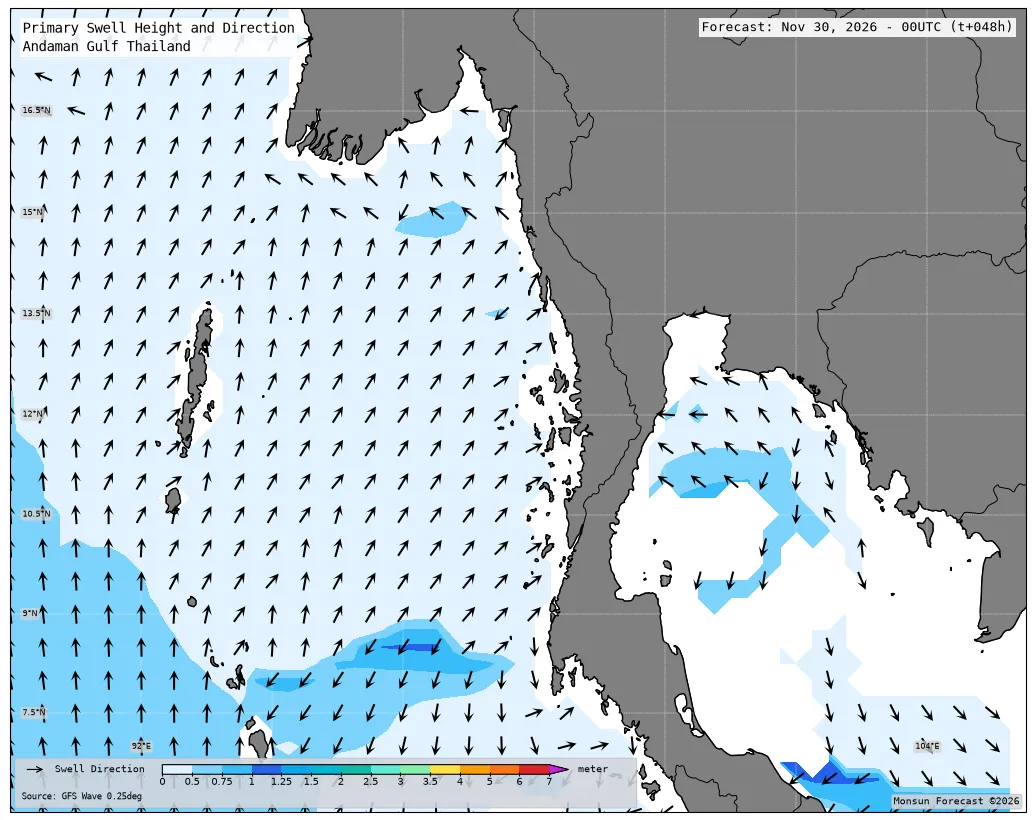 Primary Swell Height and Direction
Andaman Gulf Thailand
Forecast: Nov 30, 2026 - 00UTC (t+048h)
16.5°N
15°N
13.5°N
12°N
10.5°N
9°N
7.5°N
92°E
104°E
Swell Direction
0 0.5 0.75 1 1.25 1.5 2 2.5 3 3.5 4 5 6 7 meter
Source: GFS Wave 0.25deg
Monsun Forecast ©2026